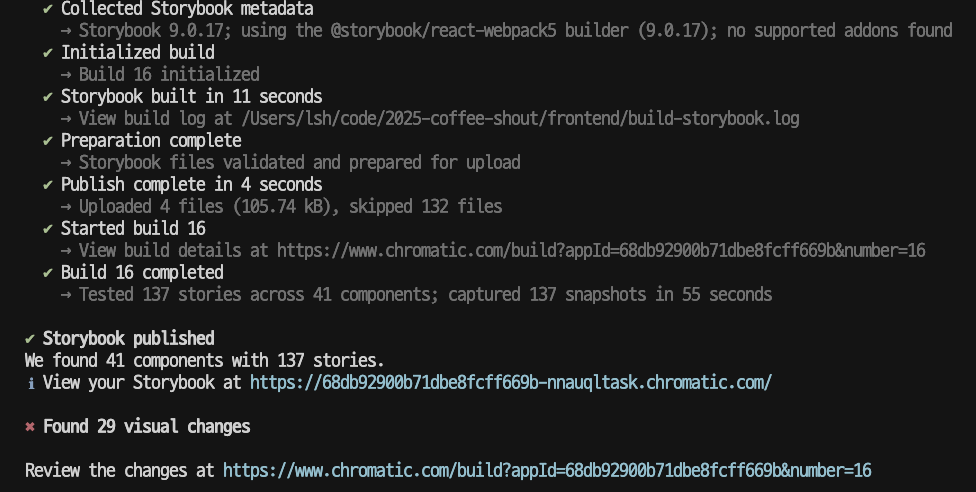 ✔ Collected Storybook metadata
→ Storybook 9.0.17; using the @storybook/react-webpack5 builder (9.0.17); no supported addons found
✔ Initialized build
→ Build 16 initialized
✔ Storybook built in 11 seconds
→ View build log at /Users/lsh/code/2025-coffee-shout/frontend/build-storybook.log
✔ Preparation complete
→ Storybook files validated and prepared for upload
✔ Publish complete in 4 seconds
→ Uploaded 4 files (105.74 kB), skipped 132 files
✔ Started build 16
→ View build details at https://www.chromatic.com/build?appId=68db92900b71dbe8fcff669b&number=16
✔ Build 16 completed
→ Tested 137 stories across 41 components; captured 137 snapshots in 55 seconds
✔ Storybook published
We found 41 components with 137 stories.
ℹ View your Storybook at https://68db92900b71dbe8fcff669b-nnauqltask.chromatic.com/
✖ Found 29 visual changes
Review the changes at https://www.chromatic.com/build?appId=68db92900b71dbe8fcff669b&number=16